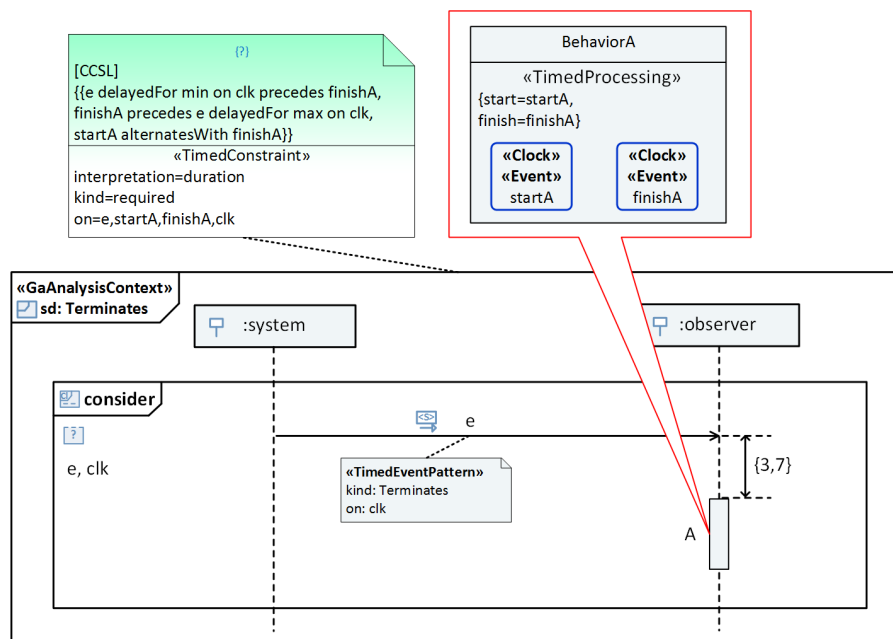 {?}
[CCSL]
{{e delayedFor min on clk precedes finishA,
finishA precedes e delayedFor max on clk,
startA alternatesWith finishA}}
«TimedConstraint»
interpretation=duration
kind=required
on=e,startA,finishA,clk
BehaviorA
«TimedProcessing»
{start=startA,
finish=finishA}
«Clock»
«Event»
startA
«Clock»
«Event»
finishA
«GaAnalysisContext»
sd: Terminates
:system
:observer
consider
[?]
e, clk
<S>
e
«TimedEventPattern»
kind: Terminates
on: clk
{3,7}
A